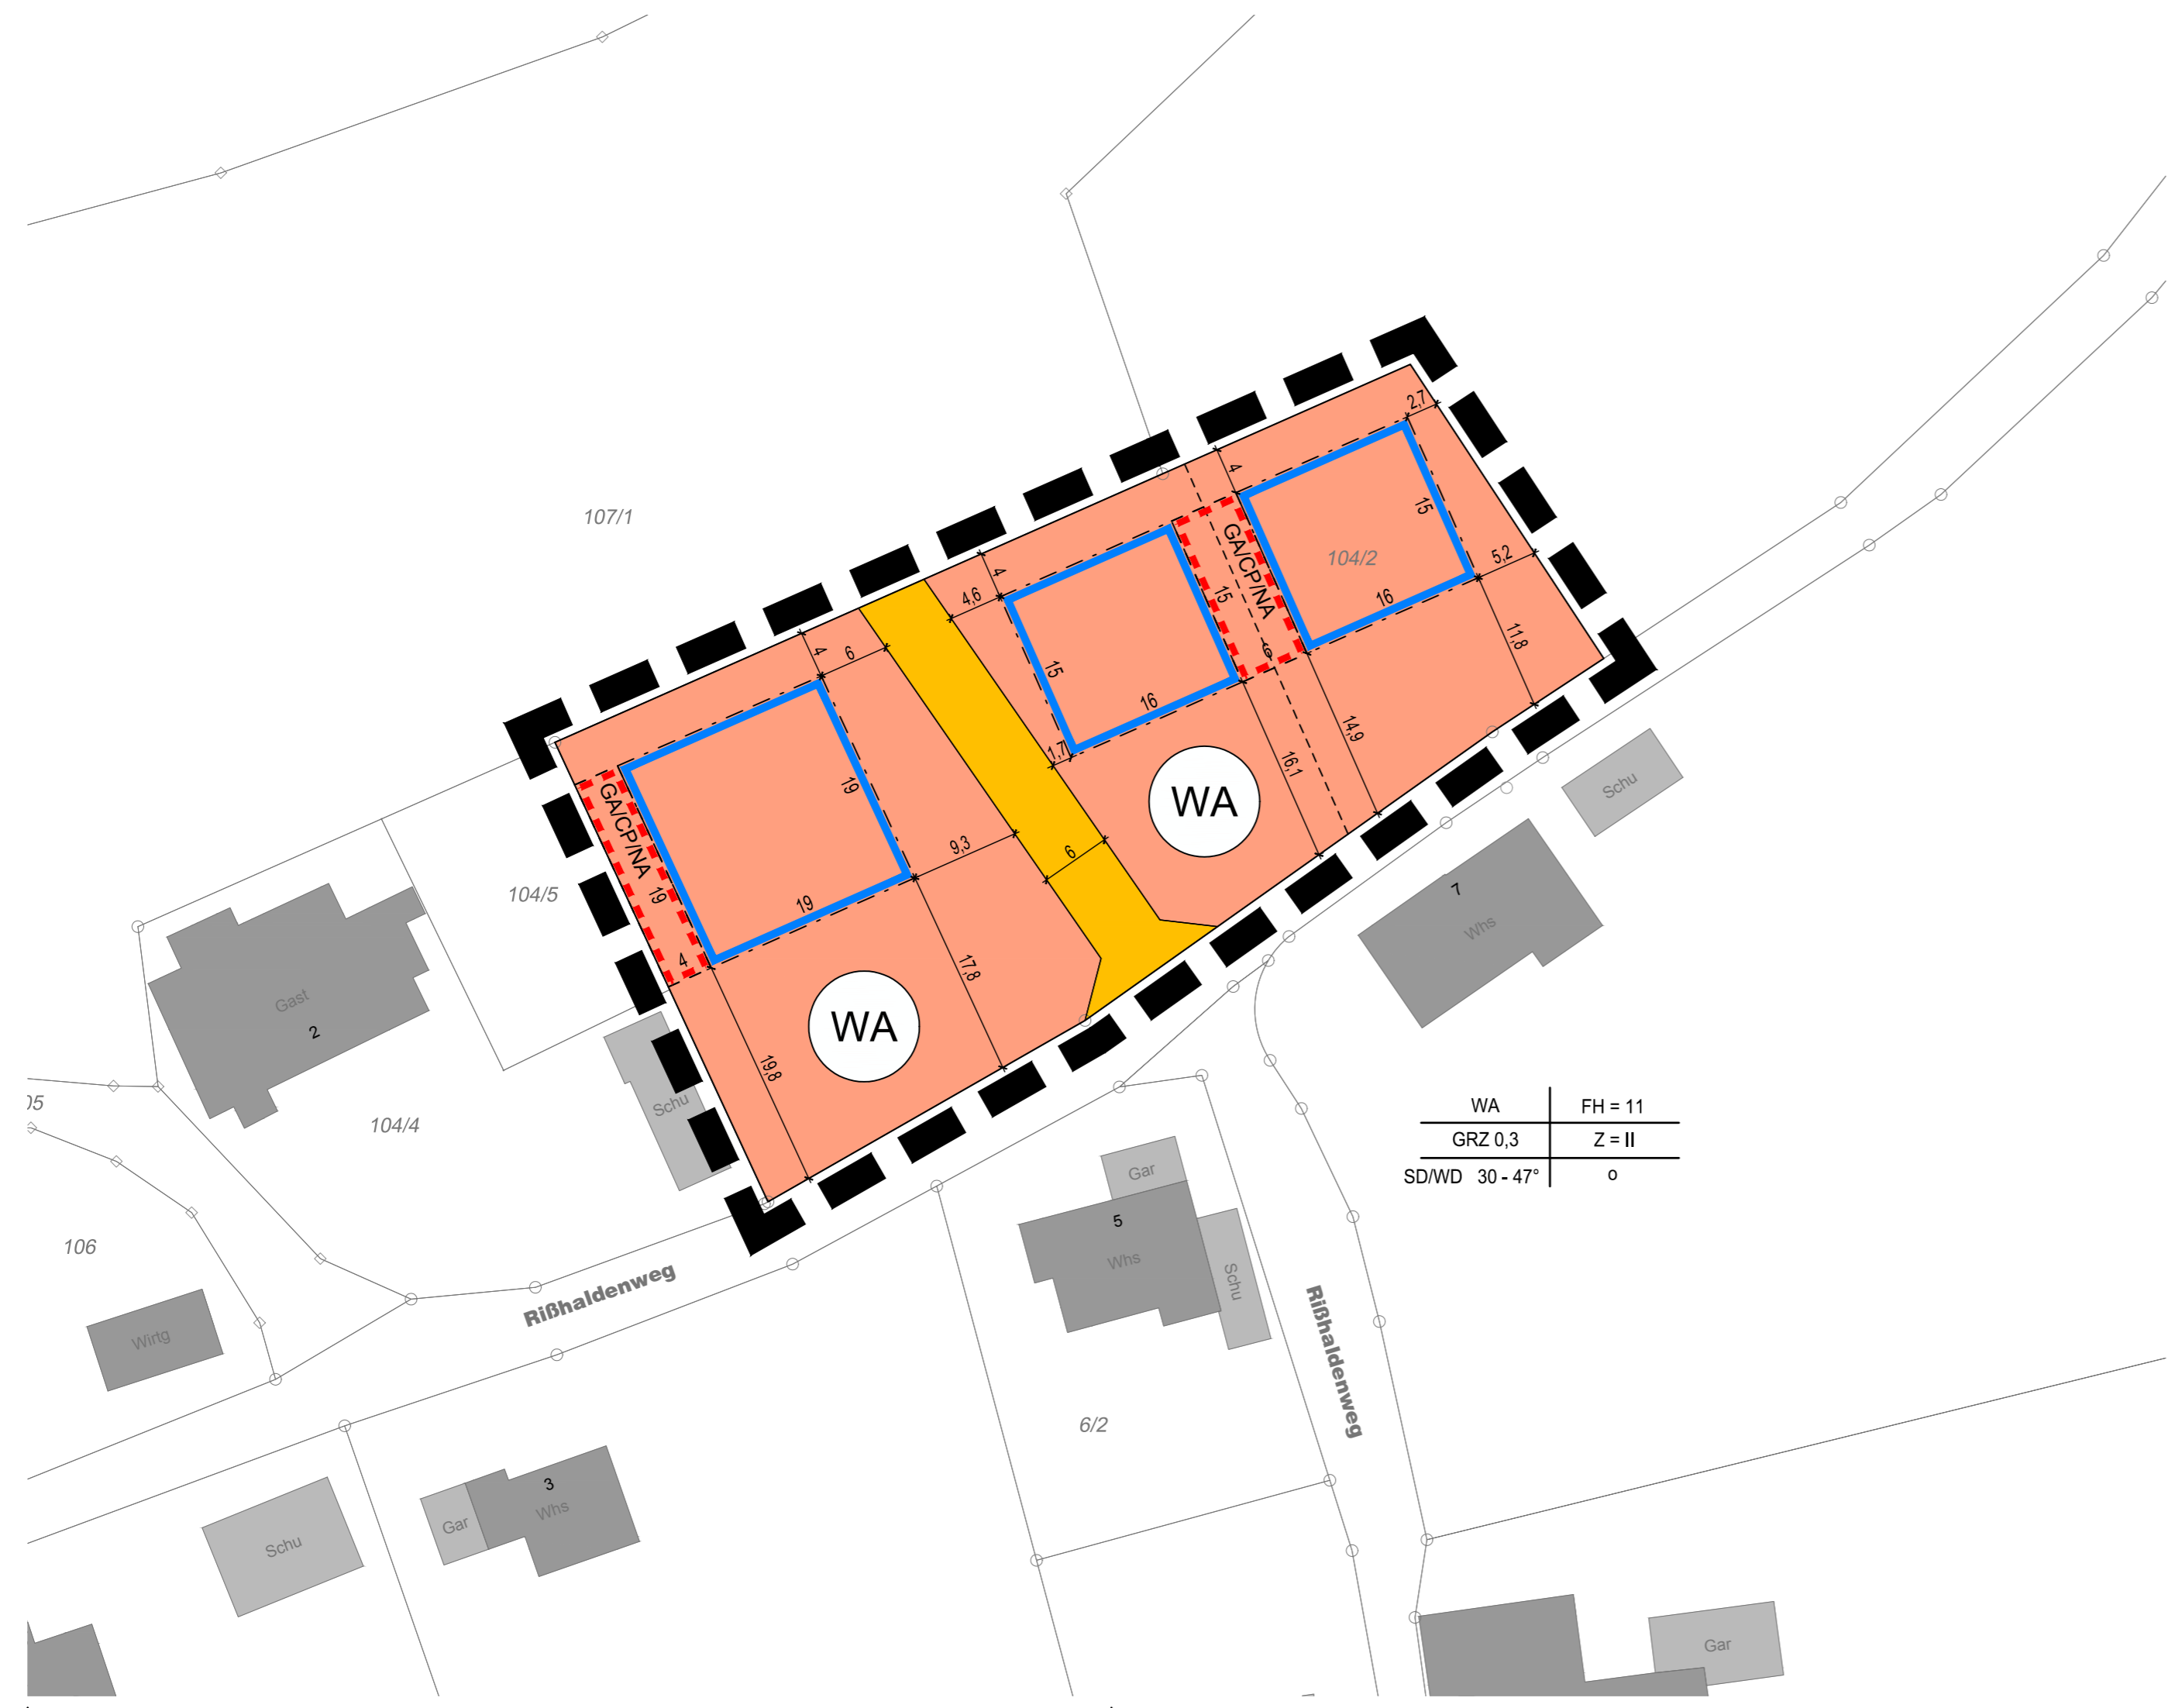 107/1
2,7
4
15
104/2
GA/CP/NA
5,2
4
4,6
15
16
11,8
15
6
4
6
16
14,9
1,7
16,1
WA
Schu
GA/CP/NA
19
19
9,3
6
104/5
19
19
4
17,8
7
Whs
Gast
2
WA
19,8
Schu
104/4
05
WA
FH = 11
GRZ 0,3
Z = II
SD/WD 30 - 47°
o
Gar
5
Whs
Schu
106
Rißhaldenweg
Rißhaldenweg
Wirtg
6/2
3
Whs
Gar
Schu
Gar